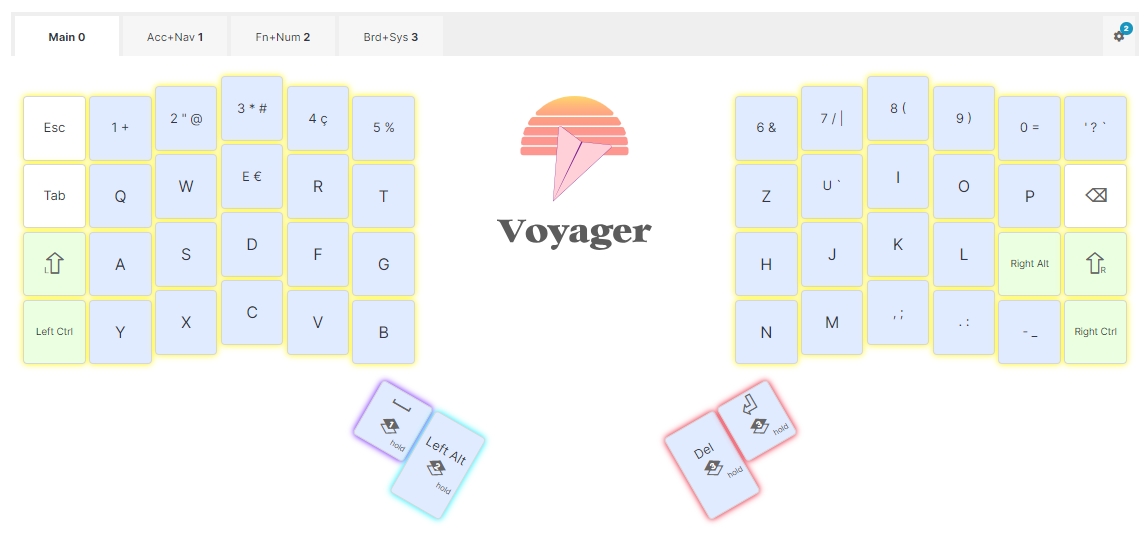 Main 0
Acc+Nav 1
Fn+Num 2
Brd+Sys 3
2
Esc
1 +
2 " @
3 * #
4 ç
5 %
6 &
7 / |
8 (
9 )
0 =
' ? `
Tab
Q
W
E €
R
T
Z
U `
I
O
P
L
A
S
D
F
G
H
J
K
L
Right Alt
R
Left Ctrl
Y
X
C
V
B
N
M
, ;
. :
- _
Right Ctrl
Voyager
1
hold
Left Alt
2
hold
Del
3
hold
3
hold